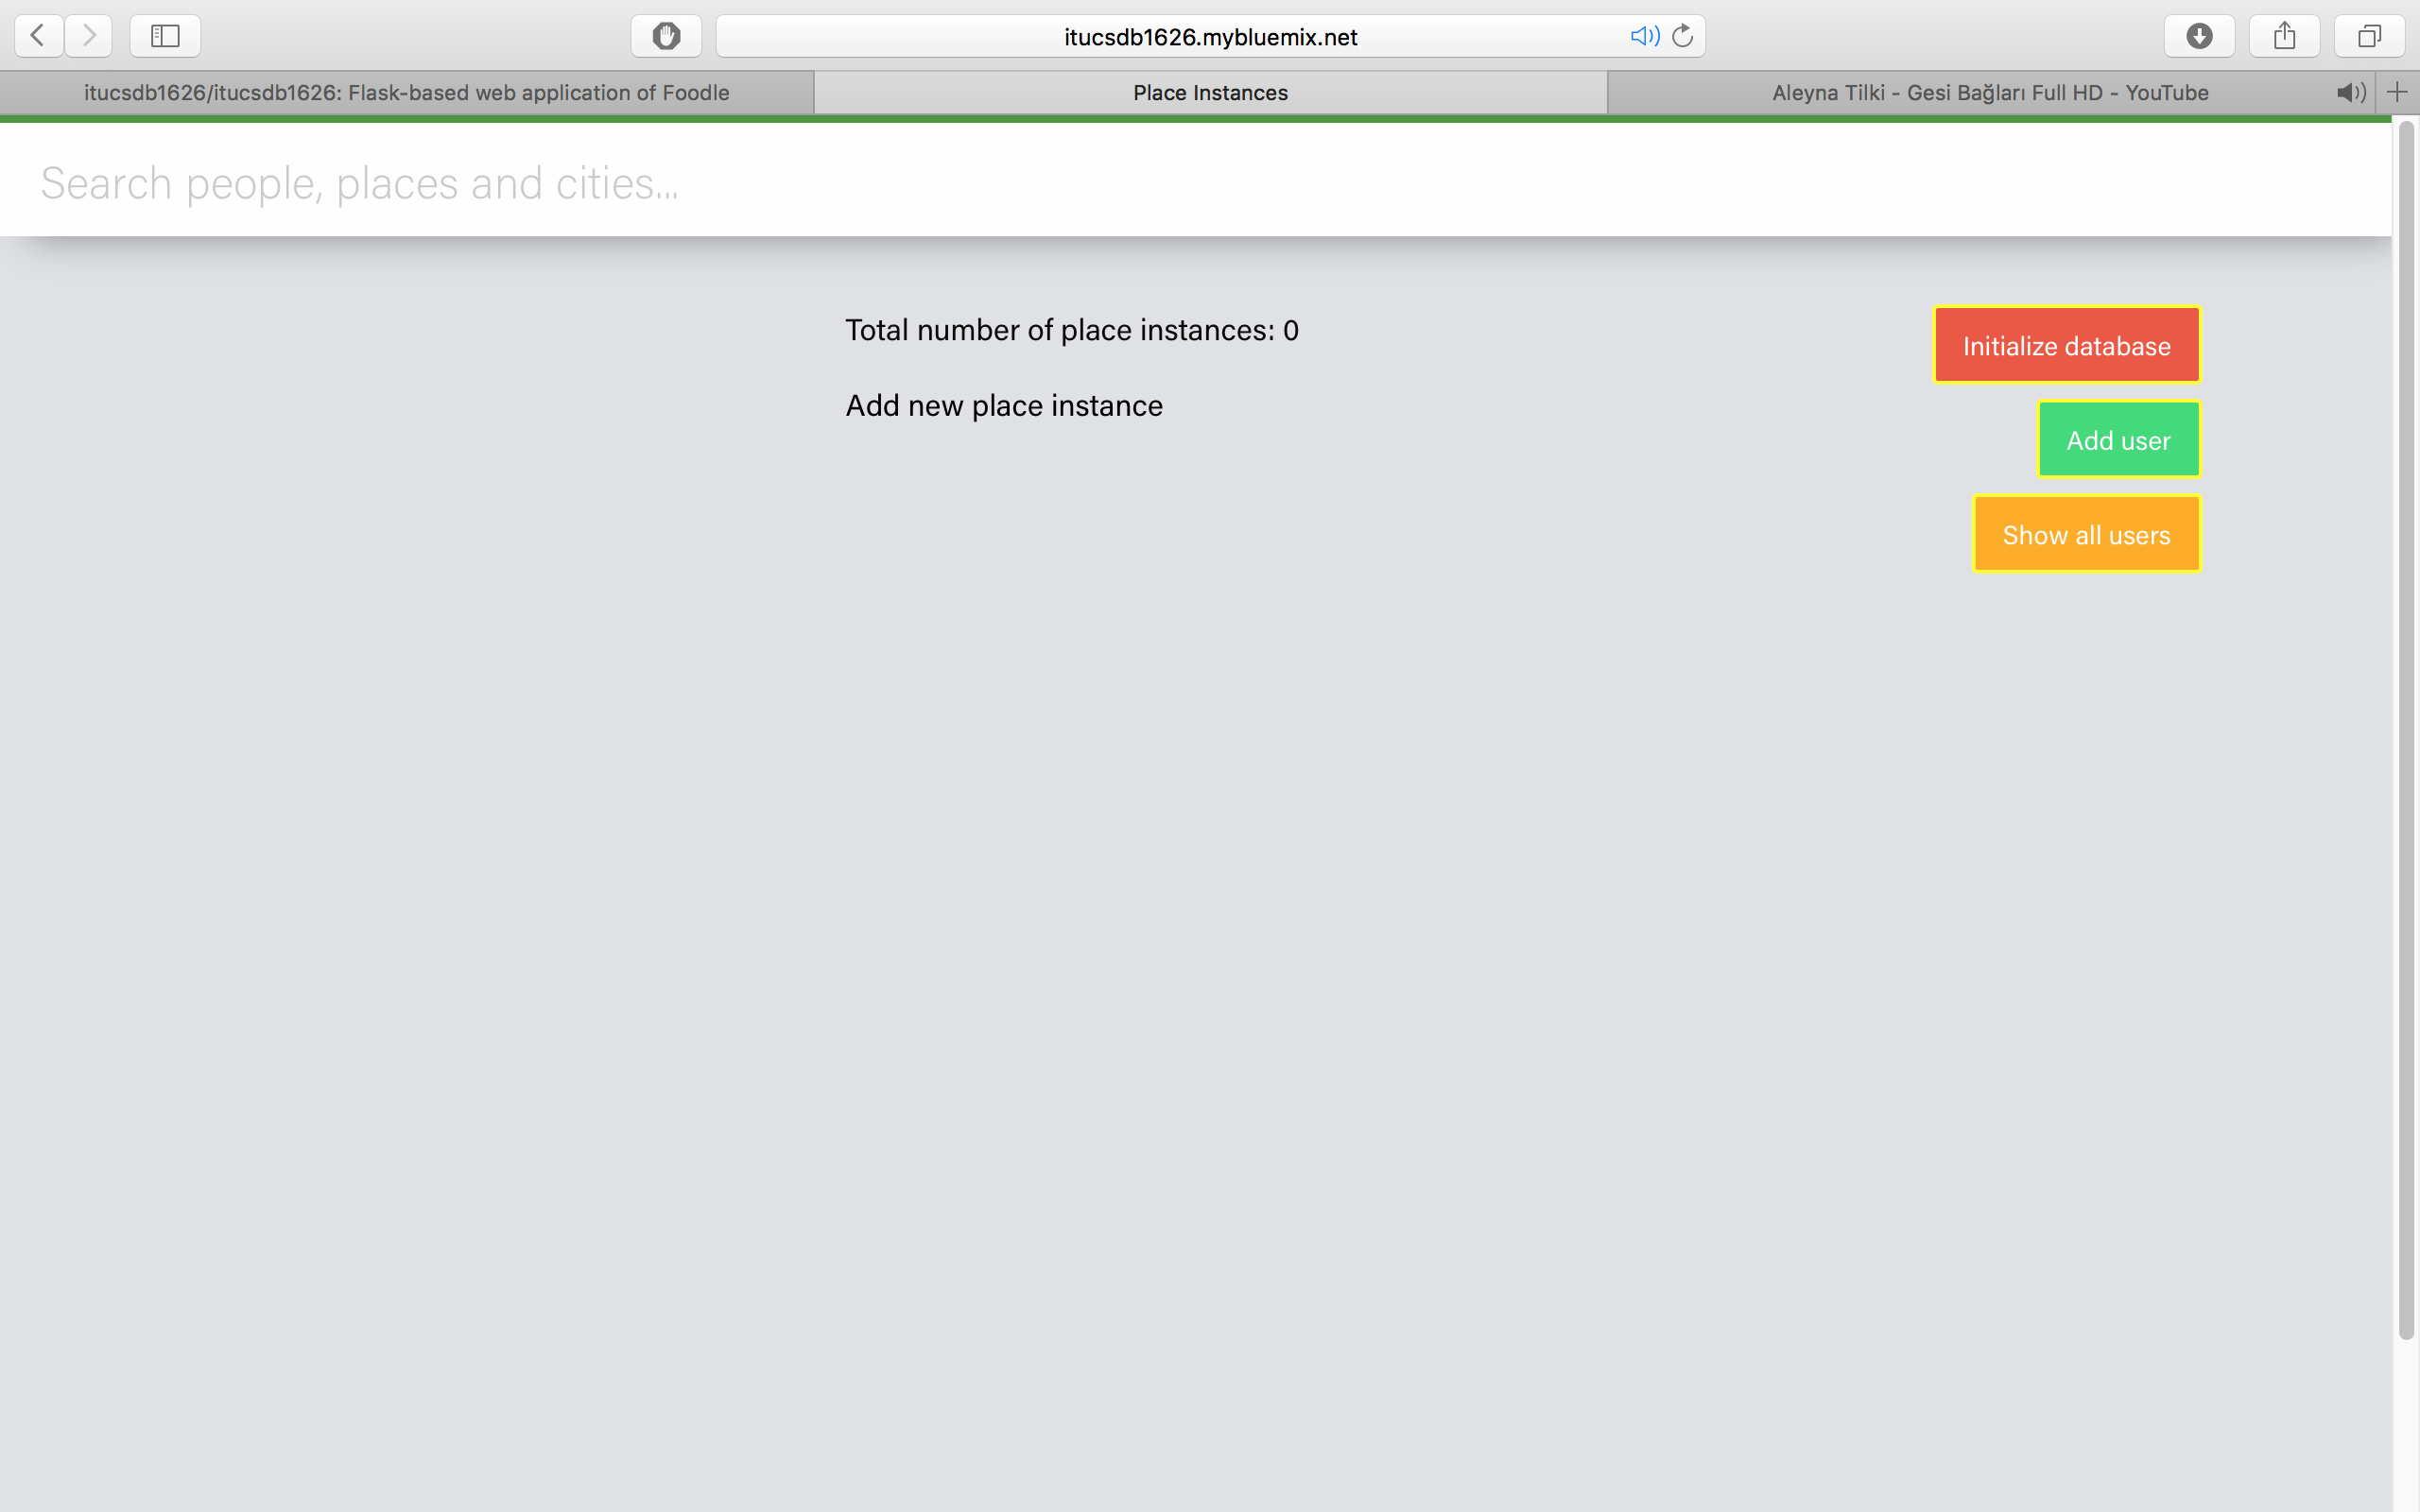 itucsdb1626.mybluemix.net
itucsdb1626/itucsdb1626: Flask-based web application of Foodle
Place Instances
Aleyna Tilki - Gesi Bağları Full HD - YouTube
Search people, places and cities...
Total number of place instances: 0
Add new place instance
Initialize database
Add user
Show all users